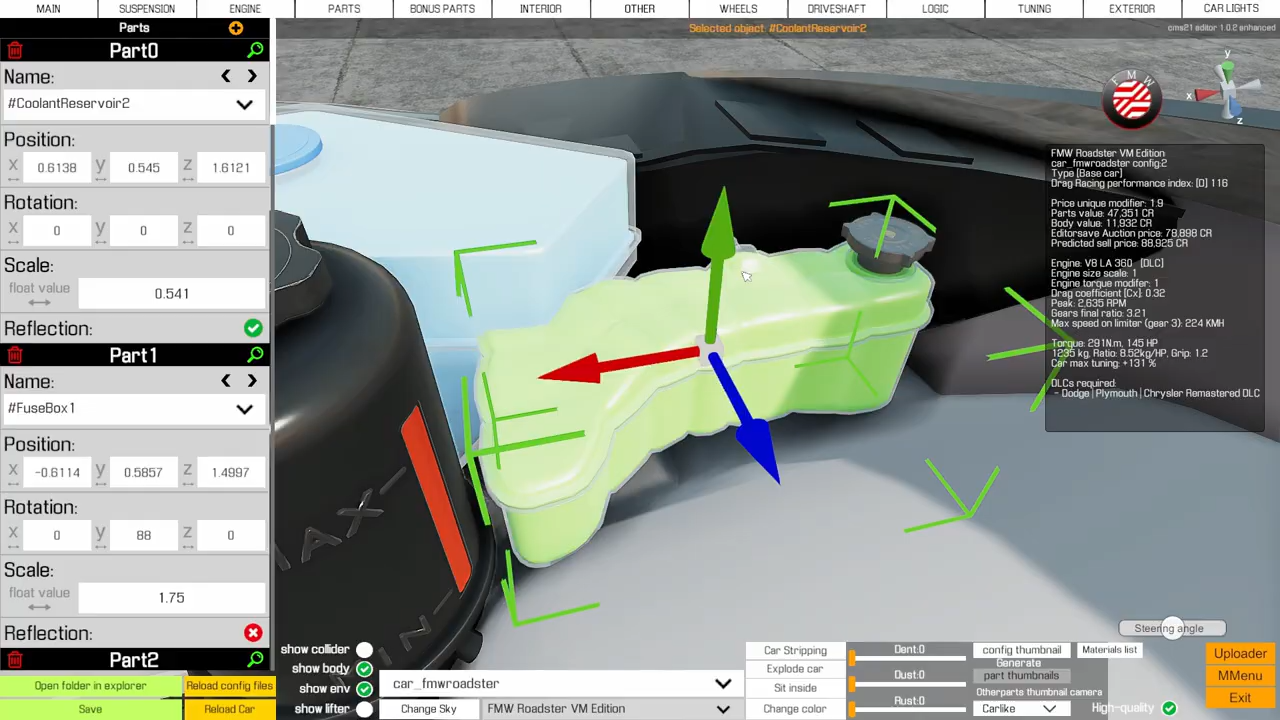 MAIN SUSPENSION ENGINE PARTS BONUS PARTS INTERIOR OTHER WHEELS DRIVESHAFT LOGIC TUNING EXTERIOR CAR LIGHTS
Selected object: #CoolantReservoir2
cms21 editor 1.0.2 enhanced
Parts
Part0
Name: < >
#CoolantReservoir2
Position:
x 0.6138 y 0.545 z 1.6121
Rotation:
x 0 y 0 z 0
Scale:
float value 0.541
Reflection:
Part1
Name: < >
#FuseBox1
Position:
x -0.6114 y 0.5857 z 1.4997
Rotation:
x 0 y 88 z 0
Scale:
float value 1.75
Reflection:
Part2
Open folder in explorer Reload config files
Save Reload Car
I M W
y
x
z
FMW Roadster VM Edition
car_fmwroadster config:2
Type [Base car]
Drag Racing performance index: [D] 116
Price unique modifier: 1.9
Parts value: 47,351 CR
Body value: 11,932 CR
Editorsave Auction price: 78,898 CR
Predicted sell price: 88,925 CR
Engine: V8 LA 360 [DLC]
Engine size scale: 1
Engine torque modifer: 1
Drag coefficient [Cx]: 0.32
Peak: 2,635 RPM
Gears final ratio: 3.21
Max speed on limiter (gear 3): 224 KMH
Torque: 291N.m, 145 HP
1235 kg, Ratio: 8.52kg/HP, Grip: 1.2
Car max tuning: +131 %
DLCs required:
- Dodge | Plymouth | Chrysler Remastered DLC
MAX
Steering angle
show collider
show body
show env
show lifter
car_fmwroadster
Change Sky
FMW Roadster VM Edition
Car Stripping
Explode car
Sit inside
Change color
Dent:0
Dust:0
Rust:0
config thumbnail Materials list
Generate
part thumbnails
Otherparts thumbnail camera
Carlike
High-quality
Uploader
MMenu
Exit